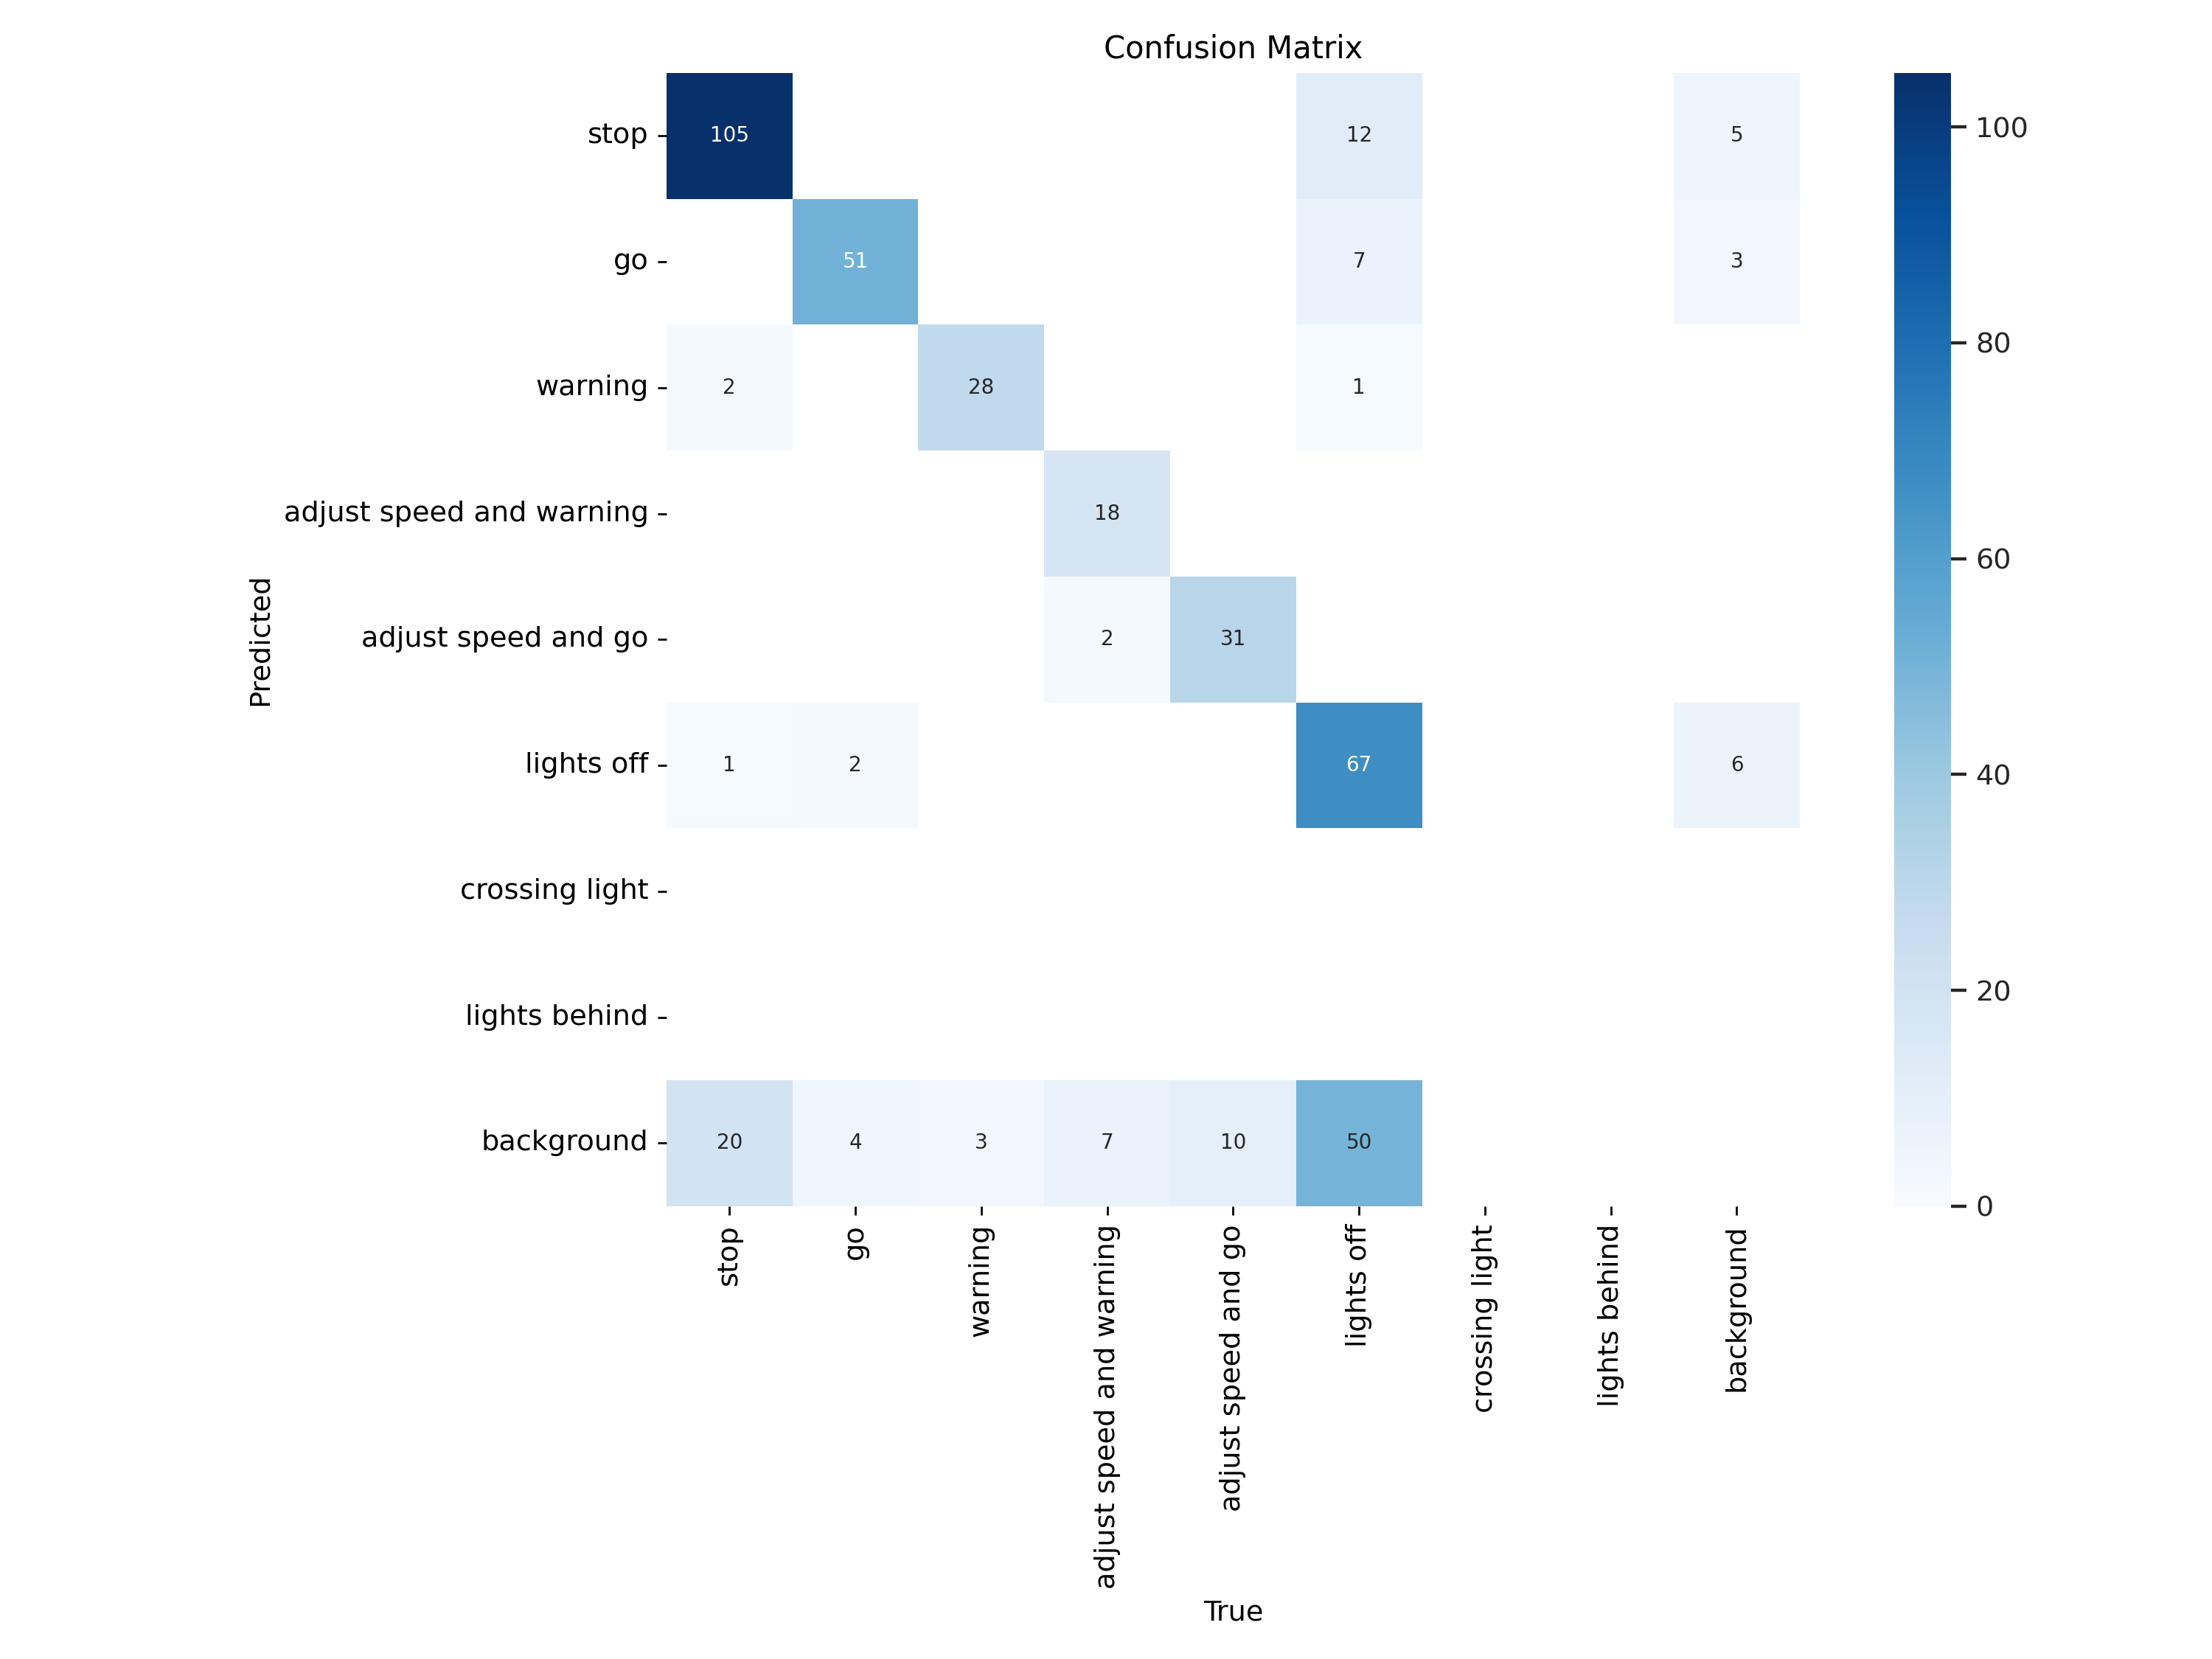 Confusion Matrix
stop 105 12 5 100
go 51 7 3
80
warning 2 28 1
adjust speed and warning 18
60
Predicted
adjust speed and go 2 31
lights off 1 2 67 6
40
crossing light
lights behind
20
background 20 4 3 7 10 50
0
stop
go
warning
adjust speed and warning
adjust speed and go
lights off
crossing light
lights behind
background
True